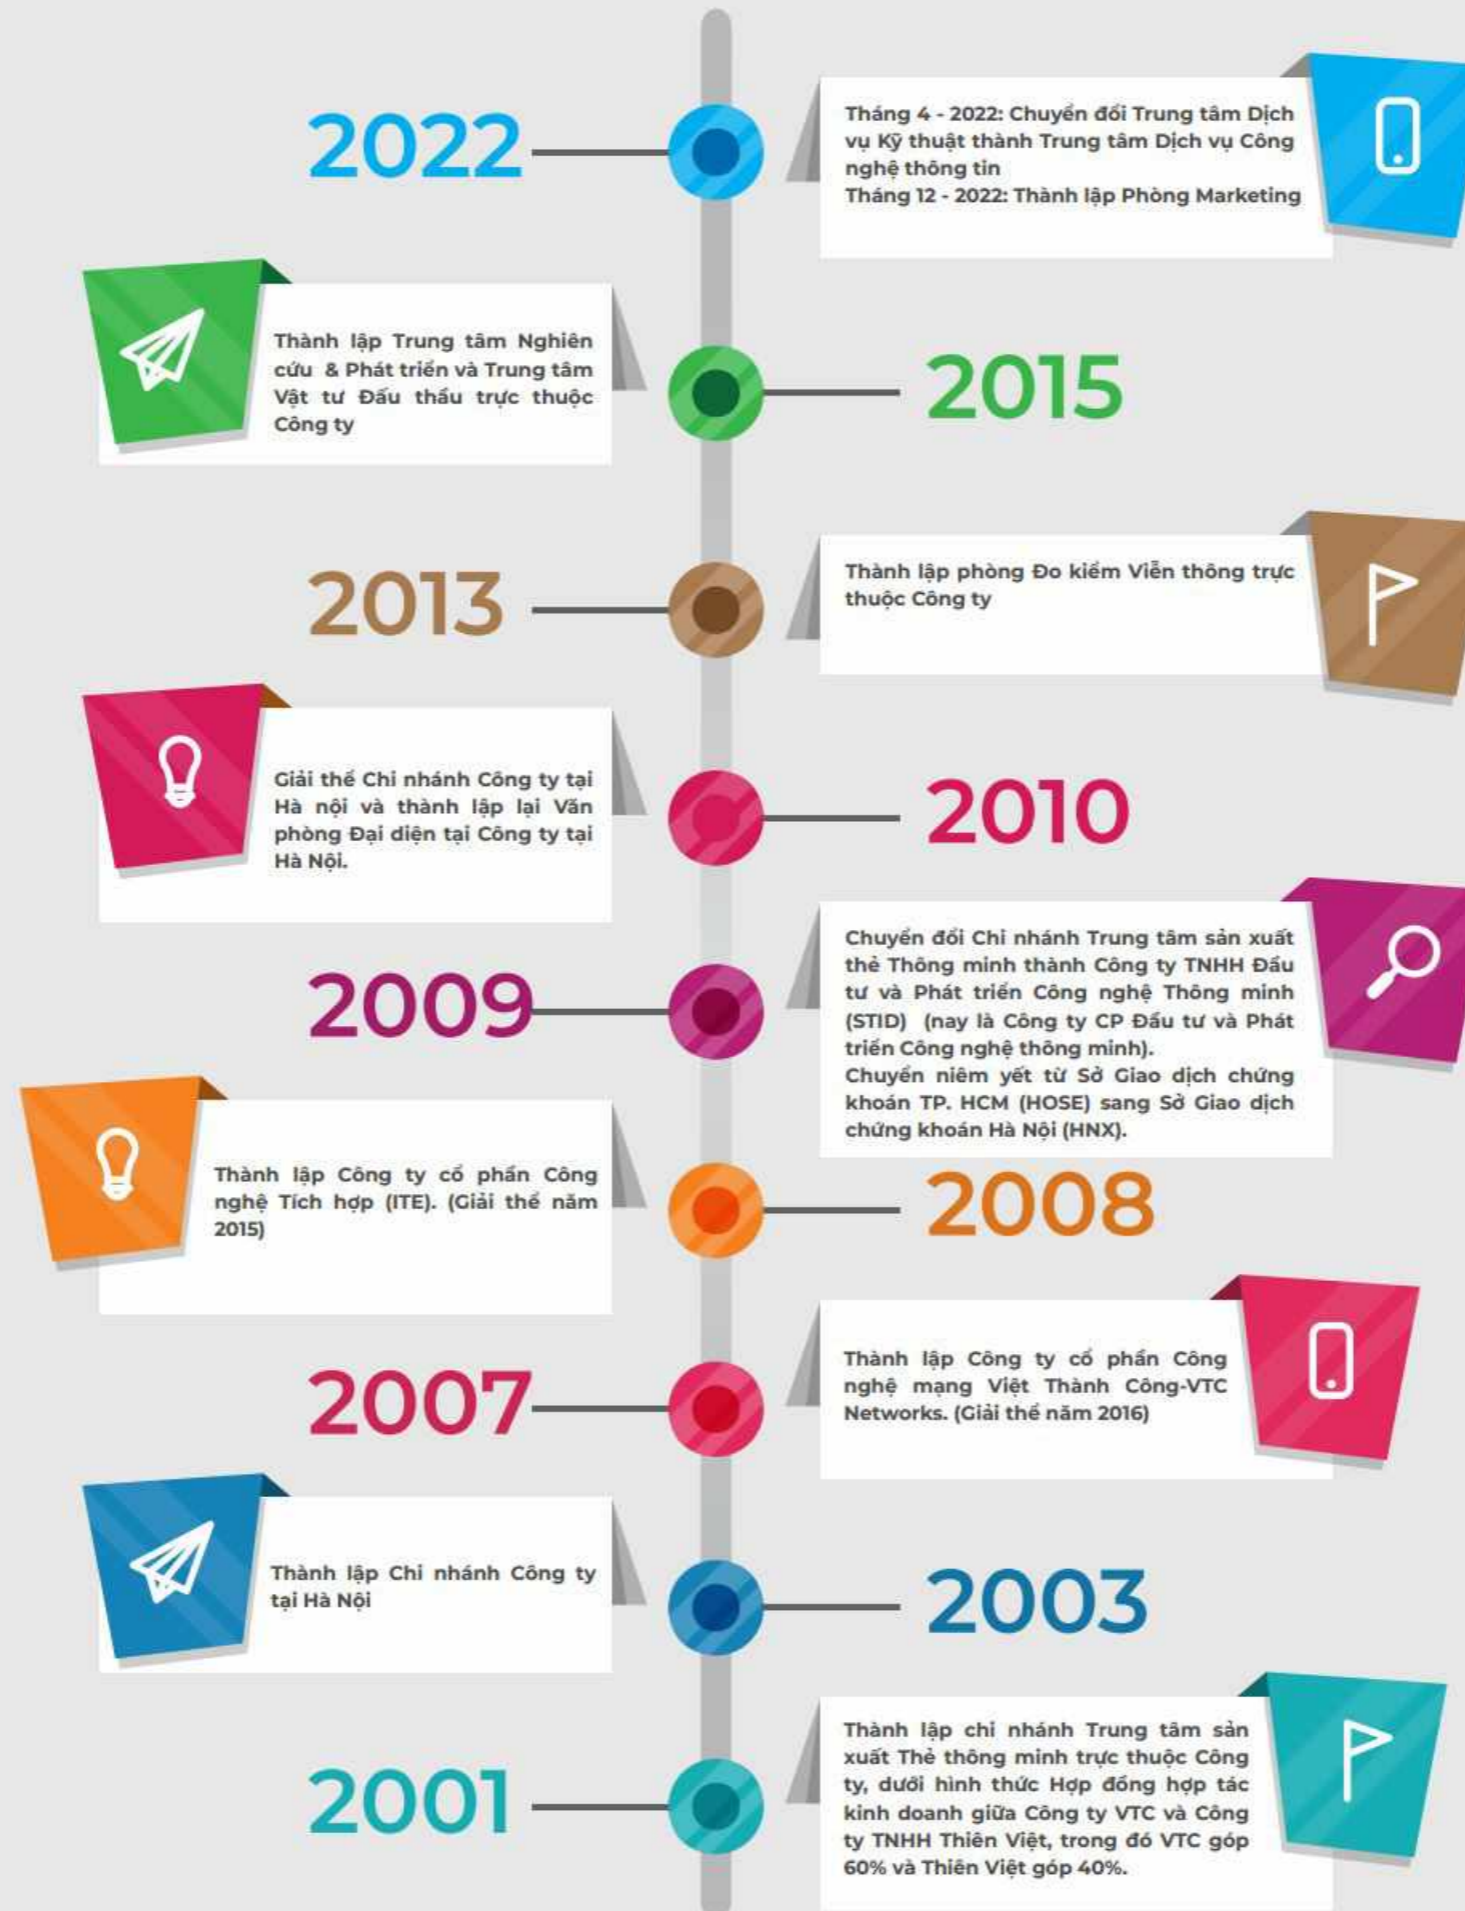 2022
Tháng 4 - 2022: Chuyển đổi Trung tâm Dịch
vụ Kỹ thuật thành Trung tâm Dịch vụ Công
nghệ thông tin
Tháng 12 - 2022: Thành lập Phòng Marketing
Thành lập Trung tâm Nghiên
cứu & Phát triển và Trung tâm
Vật tư Đấu thầu trực thuộc
Công ty
2015
2013
Thành lập phòng Đo kiểm Viễn thông trực
thuộc Công ty
Giải thể Chi nhánh Công ty tại
Hà nội và thành lập lại Văn
phòng Đại diện tại Công ty tại
Hà Nội.
2010
2009
Chuyển đổi Chi nhánh Trung tâm sản xuất
thẻ Thông minh thành Công ty TNHH Đầu
tư và Phát triển Công nghệ Thông minh
(STID) (nay là Công ty CP Đầu tư và Phát
triển Công nghệ thông minh).
Chuyển niêm yết từ Sở Giao dịch chứng
khoán TP. HCM (HOSE) sang Sở Giao dịch
chứng khoán Hà Nội (HNX).
Thành lập Công ty cổ phần Công
nghệ Tích hợp (ITE). (Giải thể năm
2015)
2008
2007
Thành lập Công ty cổ phần Công
nghệ mạng Việt Thành Công-VTC
Networks. (Giải thể năm 2016)
Thành lập Chi nhánh Công ty
tại Hà Nội
2003
2001
Thành lập chi nhánh Trung tâm sản
xuất Thẻ thông minh trực thuộc Công
ty, dưới hình thức Hợp đồng hợp tác
kinh doanh giữa Công ty VTC và Công
ty TNHH Thiên Việt, trong đó VTC góp
60% và Thiên Việt góp 40%.